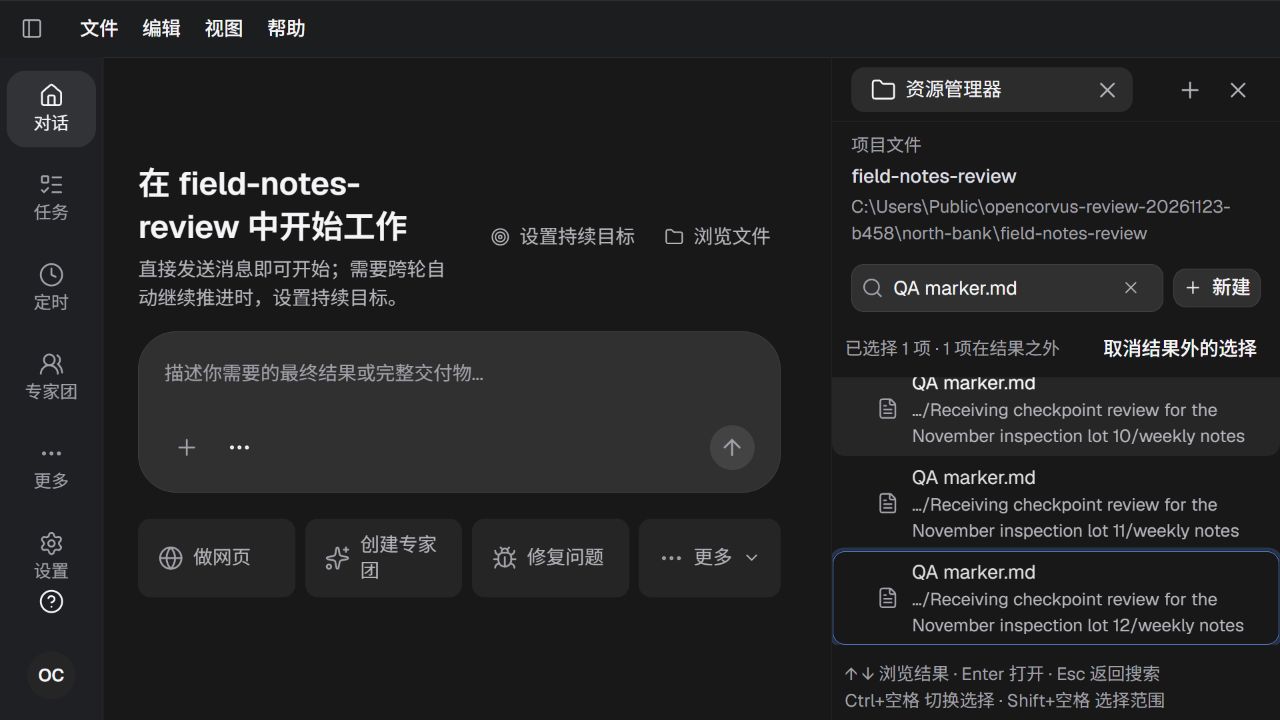 文件 编辑 视图 帮助
对话
任务
定时
专家团
更多
设置
OC
在 field-notes-
review 中开始工作
直接发送消息即可开始；需要跨轮自
动继续推进时，设置持续目标。
设置持续目标 浏览文件
描述你需要的最终结果或完整交付物...
做网页
创建专家
团
修复问题
更多
资源管理器
项目文件
field-notes-review
C:\Users\Public\opencorvus-review-20261123-
b458\north-bank\field-notes-review
QA marker.md
新建
已选择 1 项 · 1 项在结果之外 取消结果外的选择
QA marker.md
.../Receiving checkpoint review for the
November inspection lot 10/weekly notes
QA marker.md
.../Receiving checkpoint review for the
November inspection lot 11/weekly notes
QA marker.md
.../Receiving checkpoint review for the
November inspection lot 12/weekly notes
↑↓ 浏览结果 · Enter 打开 · Esc 返回搜索
Ctrl+空格 切换选择 · Shift+空格 选择范围